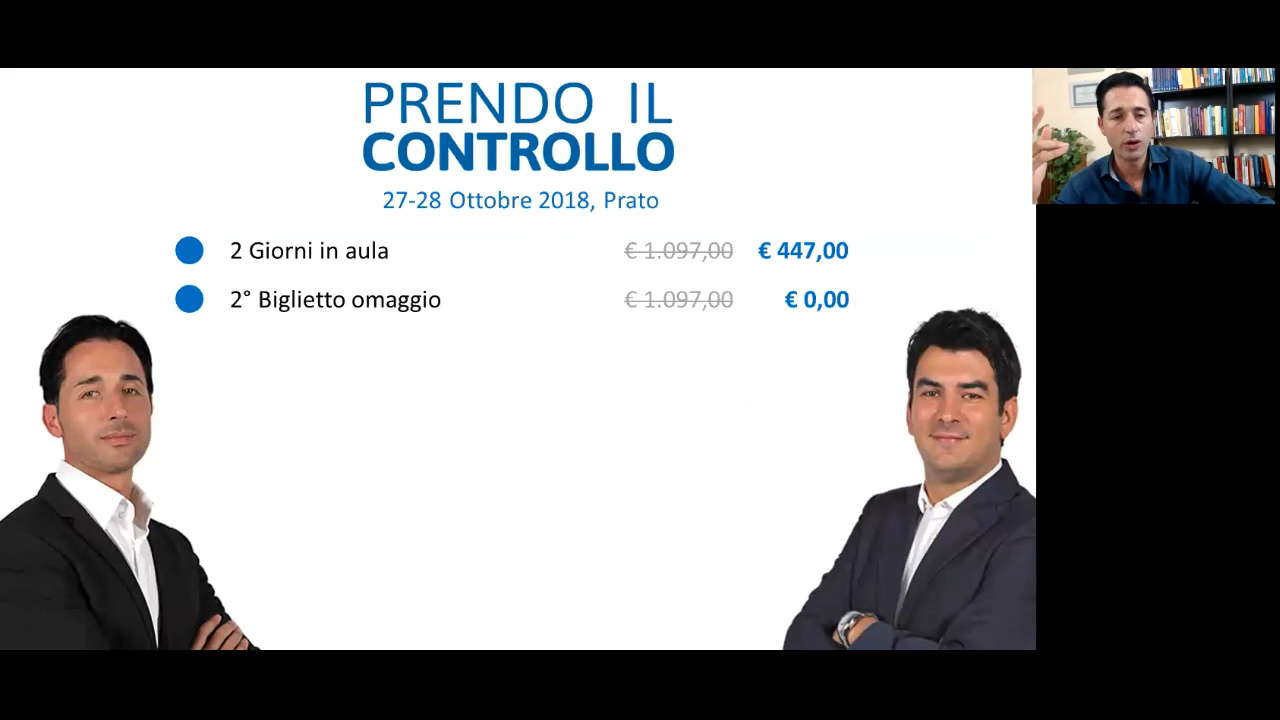 PRENDO IL
CONTROLLO
27-28 Ottobre 2018, Prato
2 Giorni in aula € 1.097,00 € 447,00
2° Biglietto omaggio € 1.097,00 € 0,00